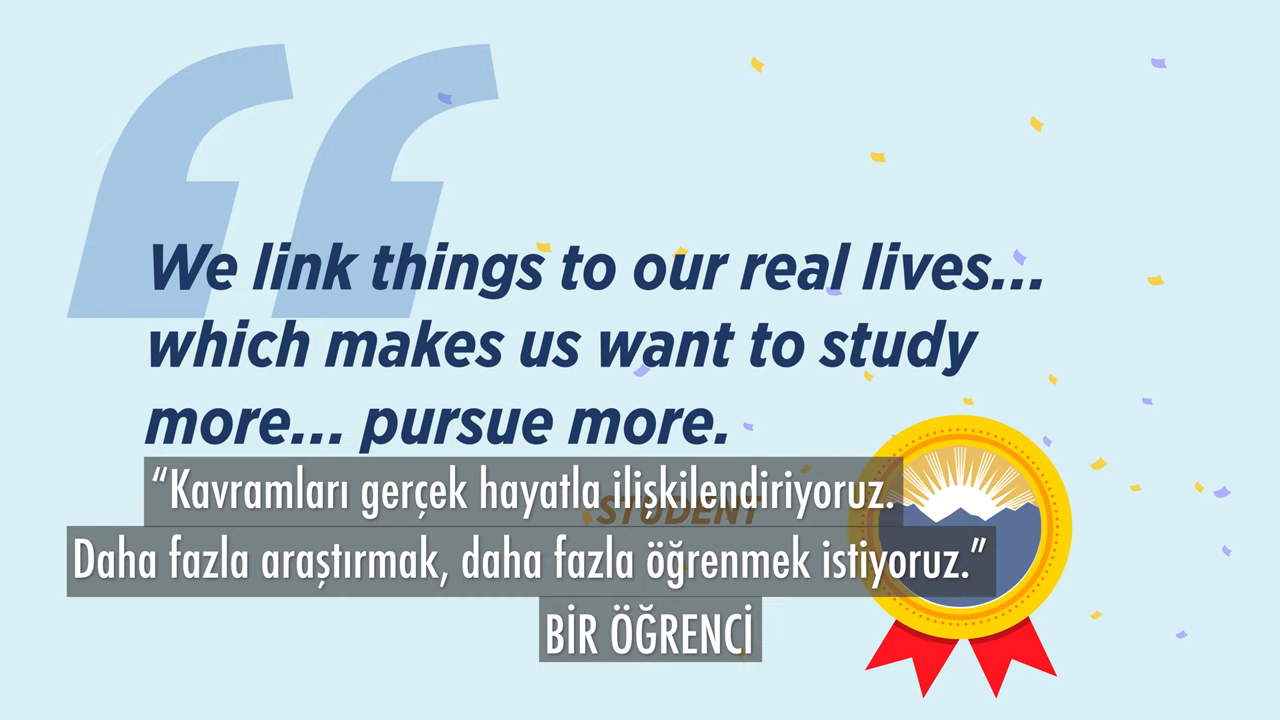 We link things to our real lives...
which makes us want to study
more... pursue more.
“Kavramları gerçek hayatla ilişkilendiriyoruz.
STUDENT
Daha fazla araştırmak, daha fazla öğrenmek istiyoruz.”
BİR ÖĞRENCİ